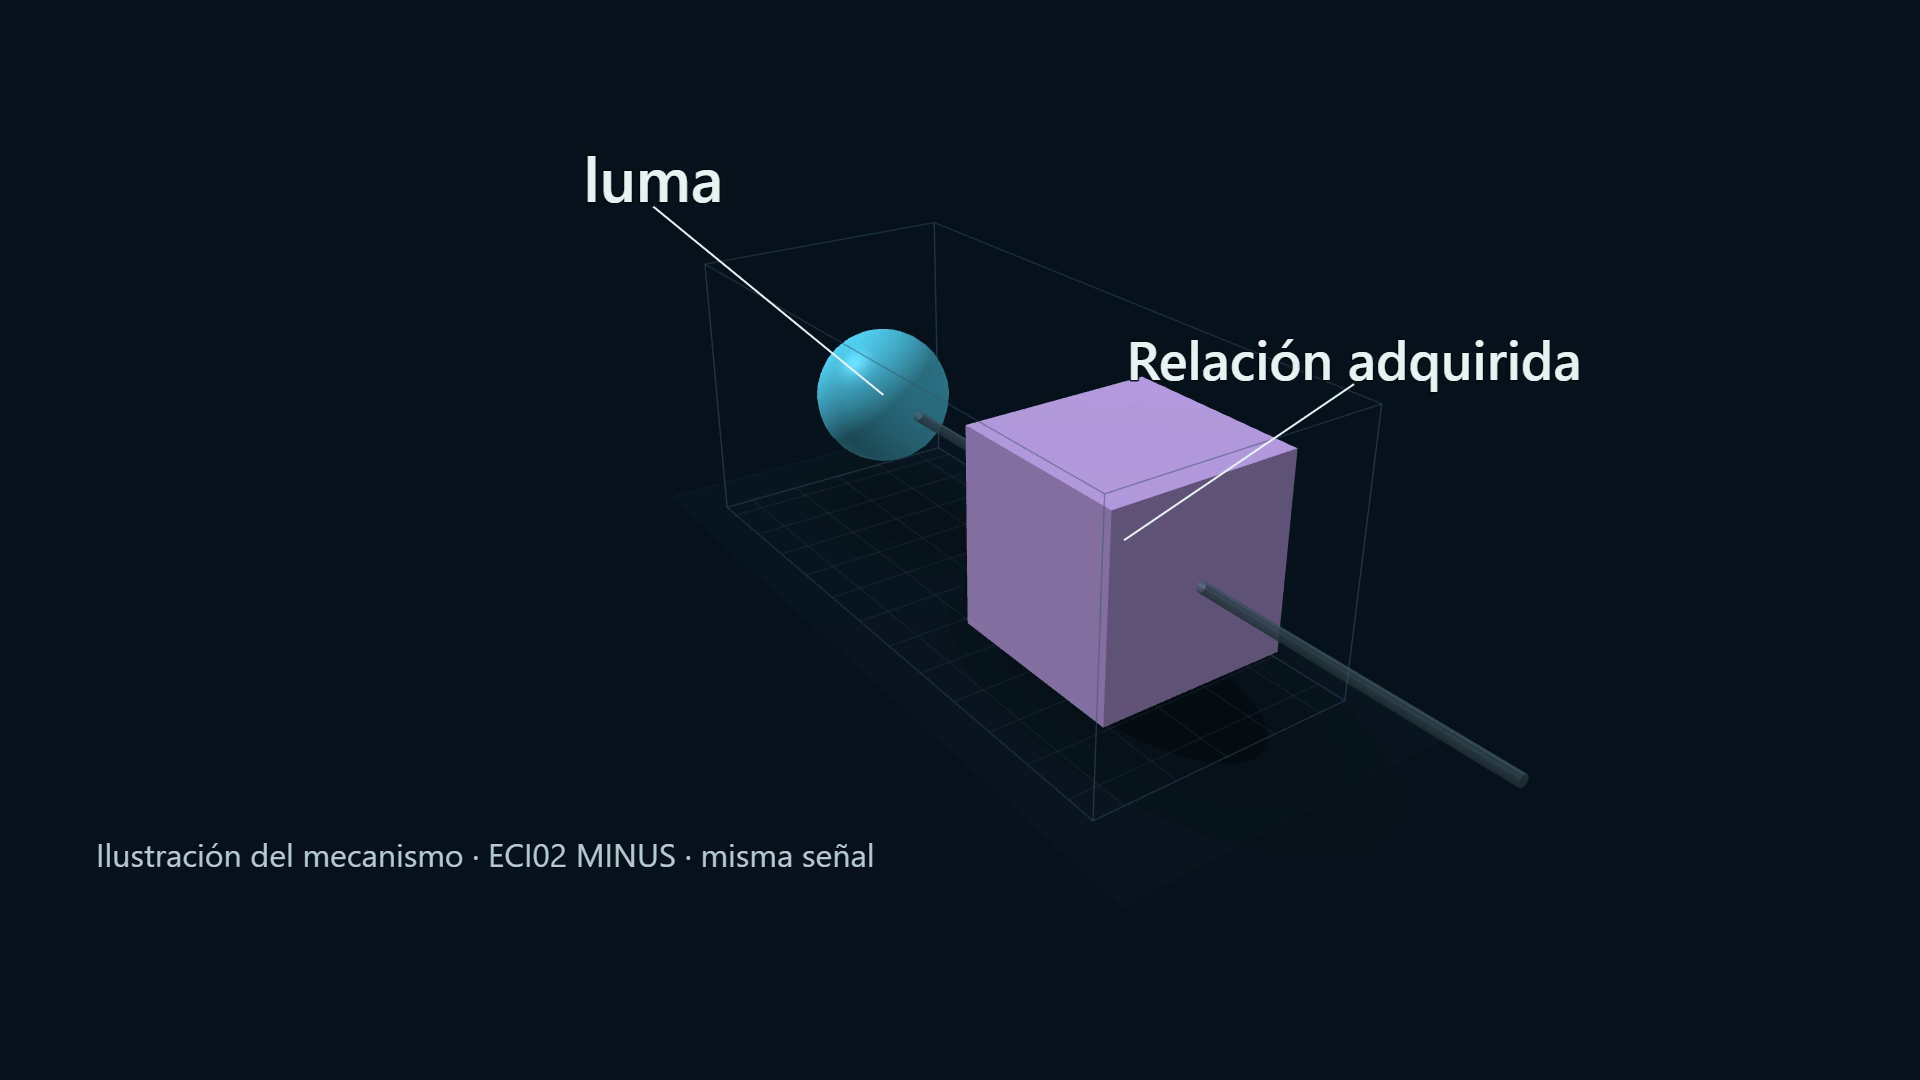 luma
Relación adquirida
Ilustración del mecanismo · ECI02 MINUS · misma señal